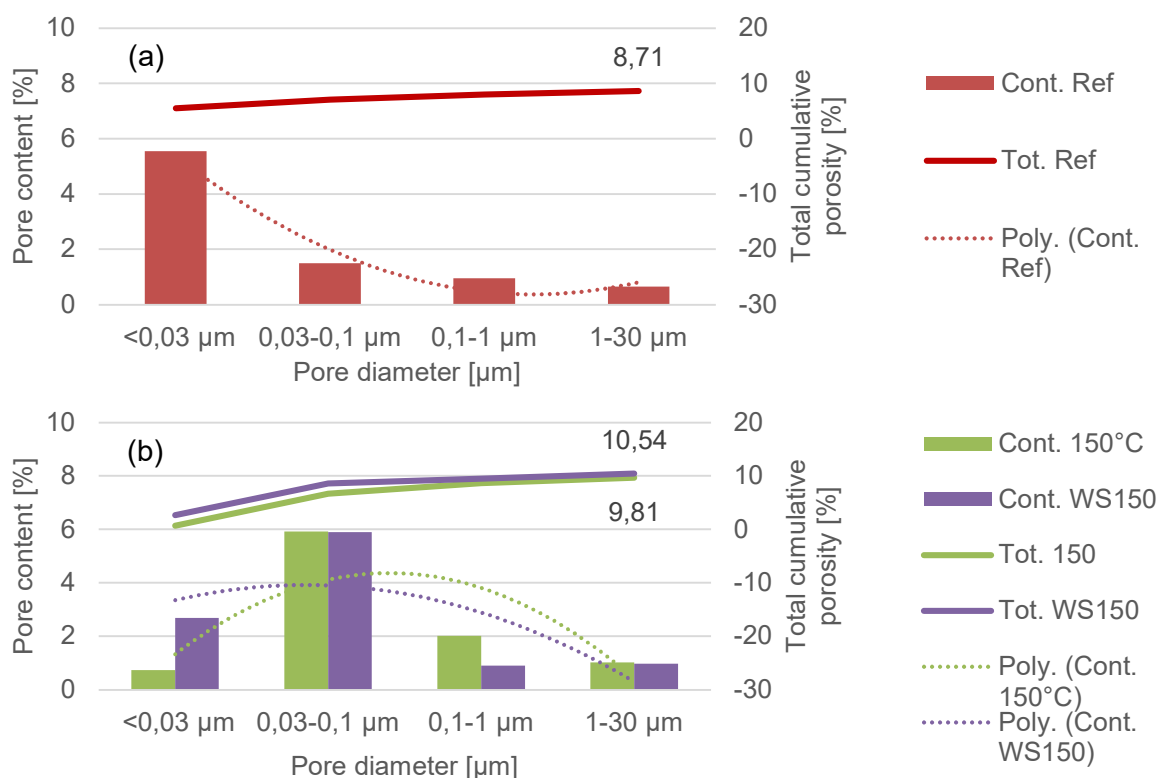 10
8
6
4
2
0
Pore content [%]
(a)
8,71
20
10
0
-10
-20
-30
Total cumulative
porosity [%]
<0,03 µm
0,03-0,1 µm
0,1-1 µm
1-30 µm
Pore diameter [µm]
Cont. Ref
Tot. Ref
Poly. (Cont.
Ref)
10
8
6
4
2
0
Pore content [%]
(b)
10,54
9,81
20
10
0
-10
-20
-30
Total cumulative
porosity [%]
<0,03 µm
0,03-0,1 µm
0,1-1 µm
1-30 µm
Pore diameter [µm]
Cont. 150°C
Cont. WS150
Tot. 150
Tot. WS150
Poly. (Cont.
150°C)
Poly. (Cont.
WS150)